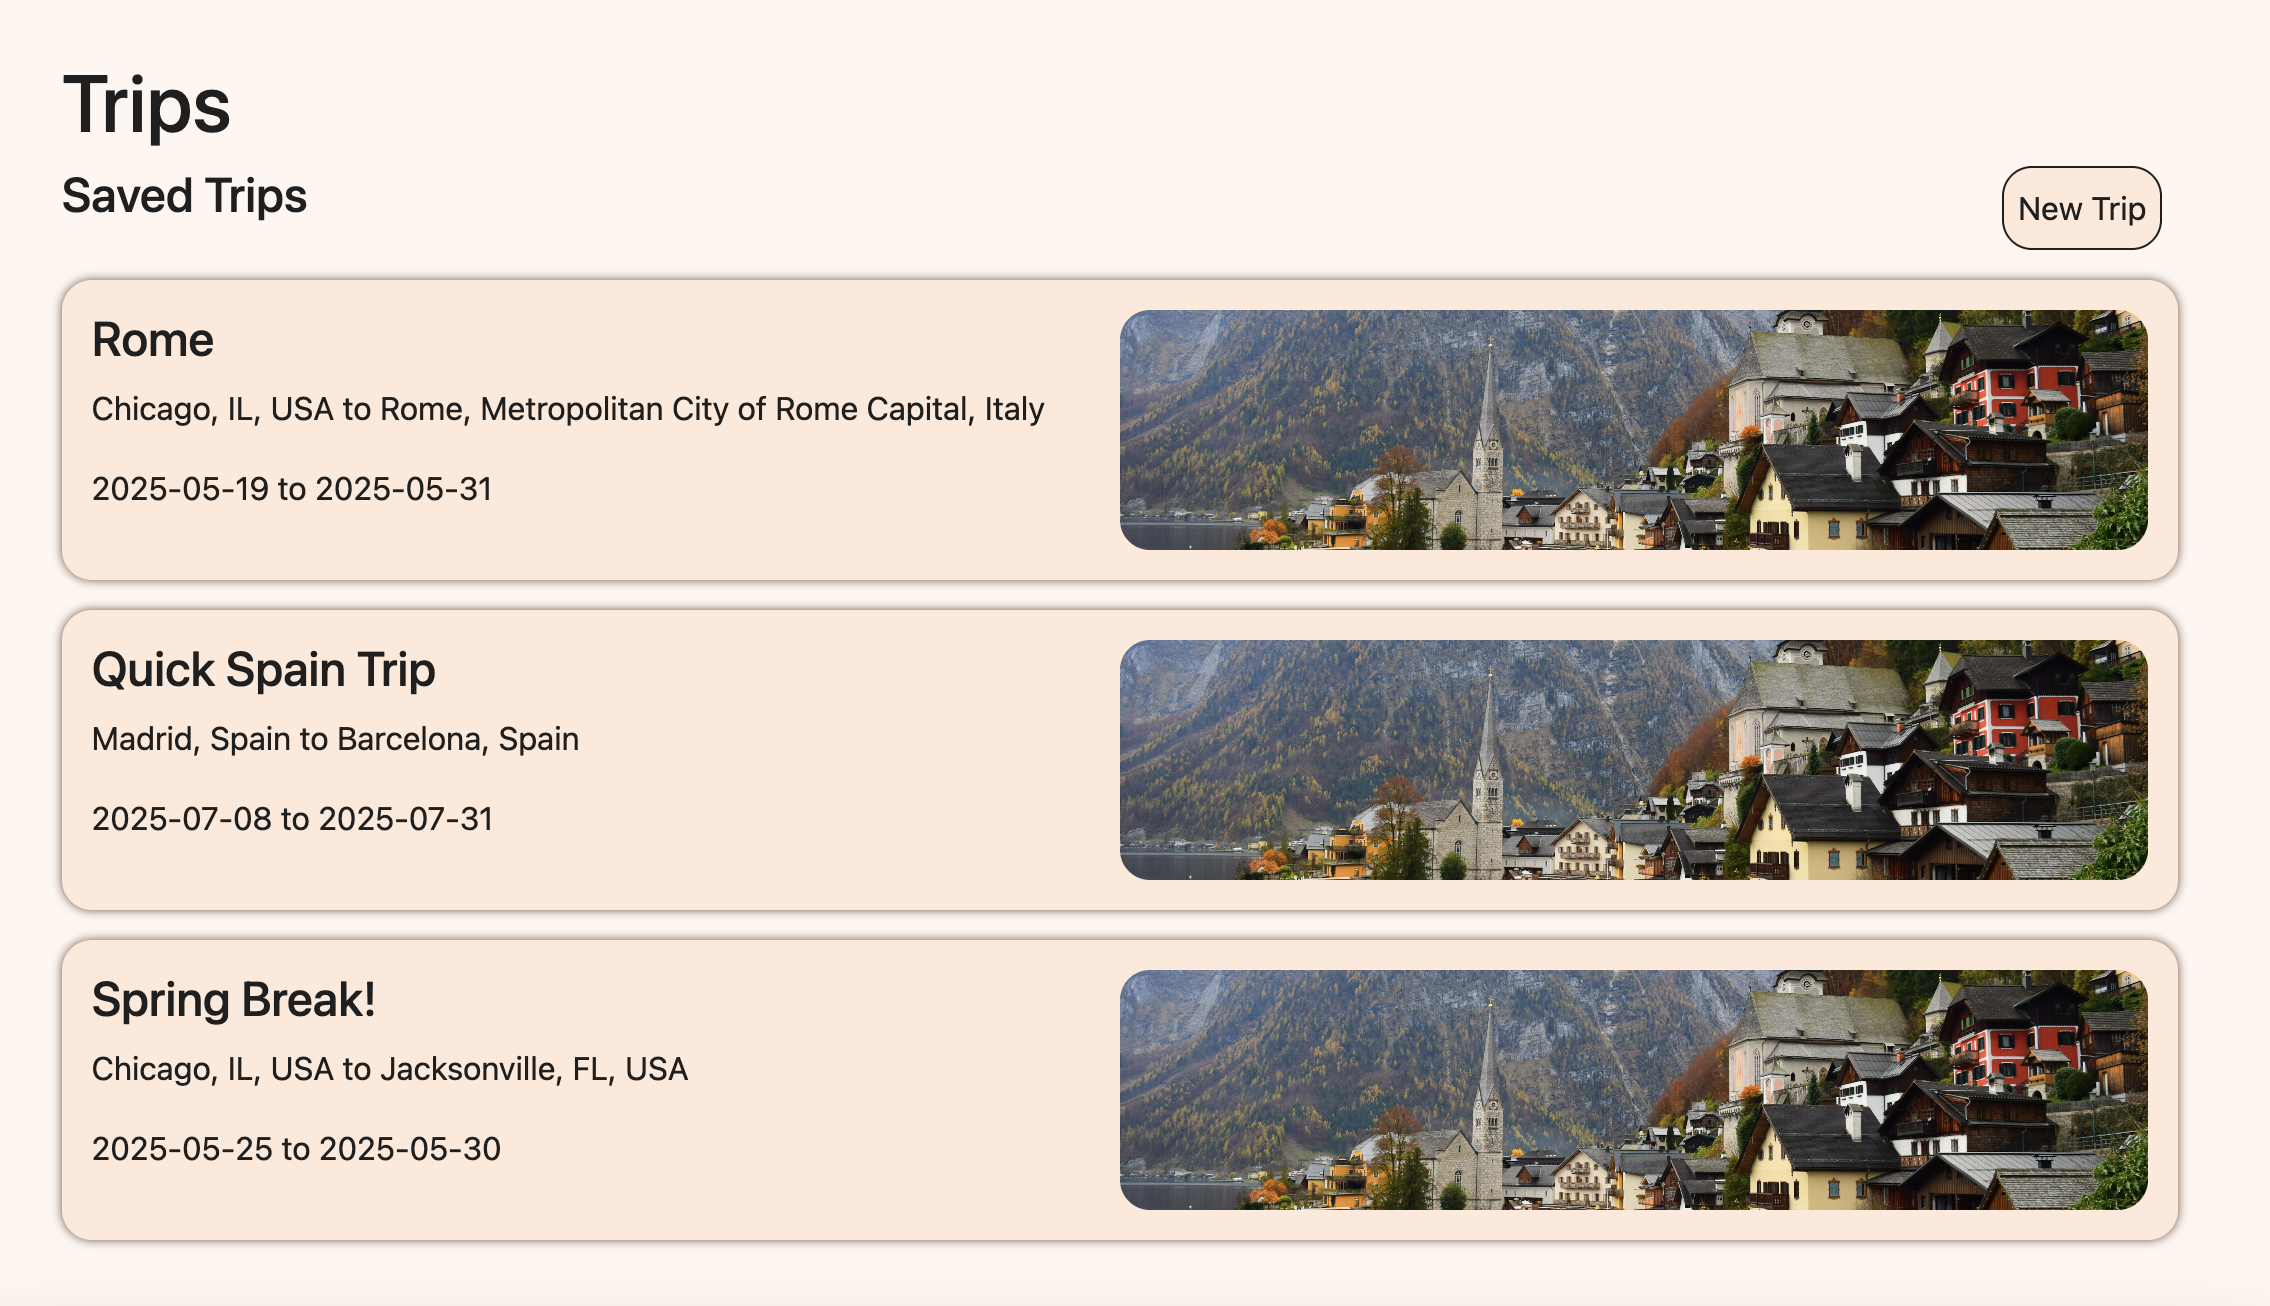 Trips
Saved Trips
New Trip
Rome
Chicago, IL, USA to Rome, Metropolitan City of Rome Capital, Italy
2025-05-19 to 2025-05-31
Quick Spain Trip
Madrid, Spain to Barcelona, Spain
2025-07-08 to 2025-07-31
Spring Break!
Chicago, IL, USA to Jacksonville, FL, USA
2025-05-25 to 2025-05-30